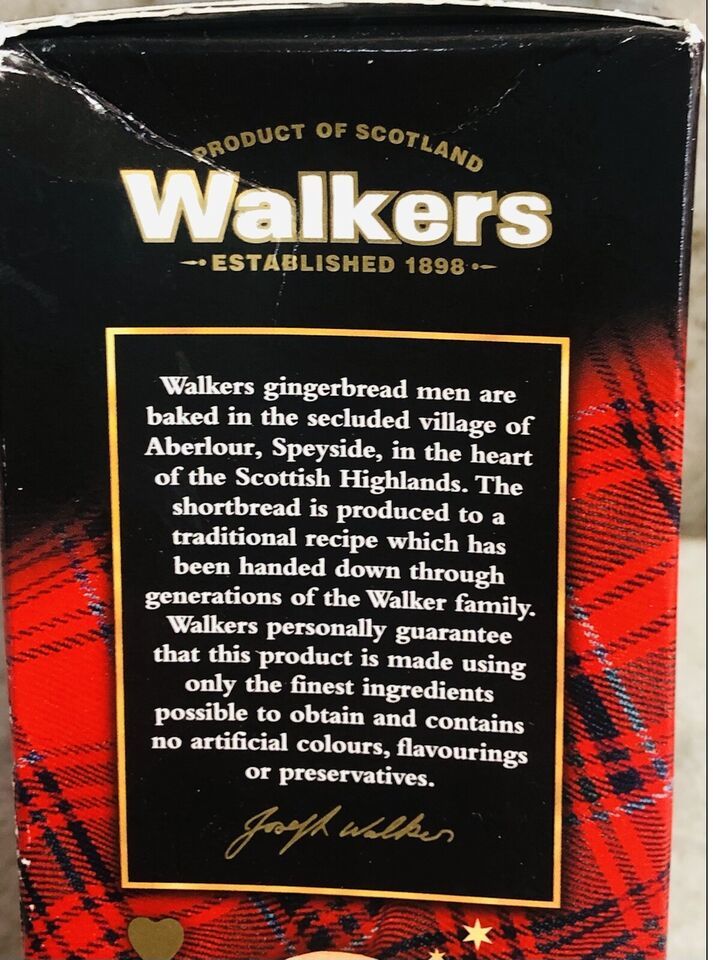 PRODUCT OF SCOTLAND
Walkers
ESTABLISHED 1898
Walkers gingerbread men are
baked in the secluded village of
Aberlour, Speyside, in the heart
of the Scottish Highlands. The
shortbread is produced to a
traditional recipe which has
been handed down through
generations of the Walker family.
Walkers personally guarantee
that this product is made using
only the finest ingredients
possible to obtain and contains
no artificial colours, flavourings
or preservatives.
Joseph Walker